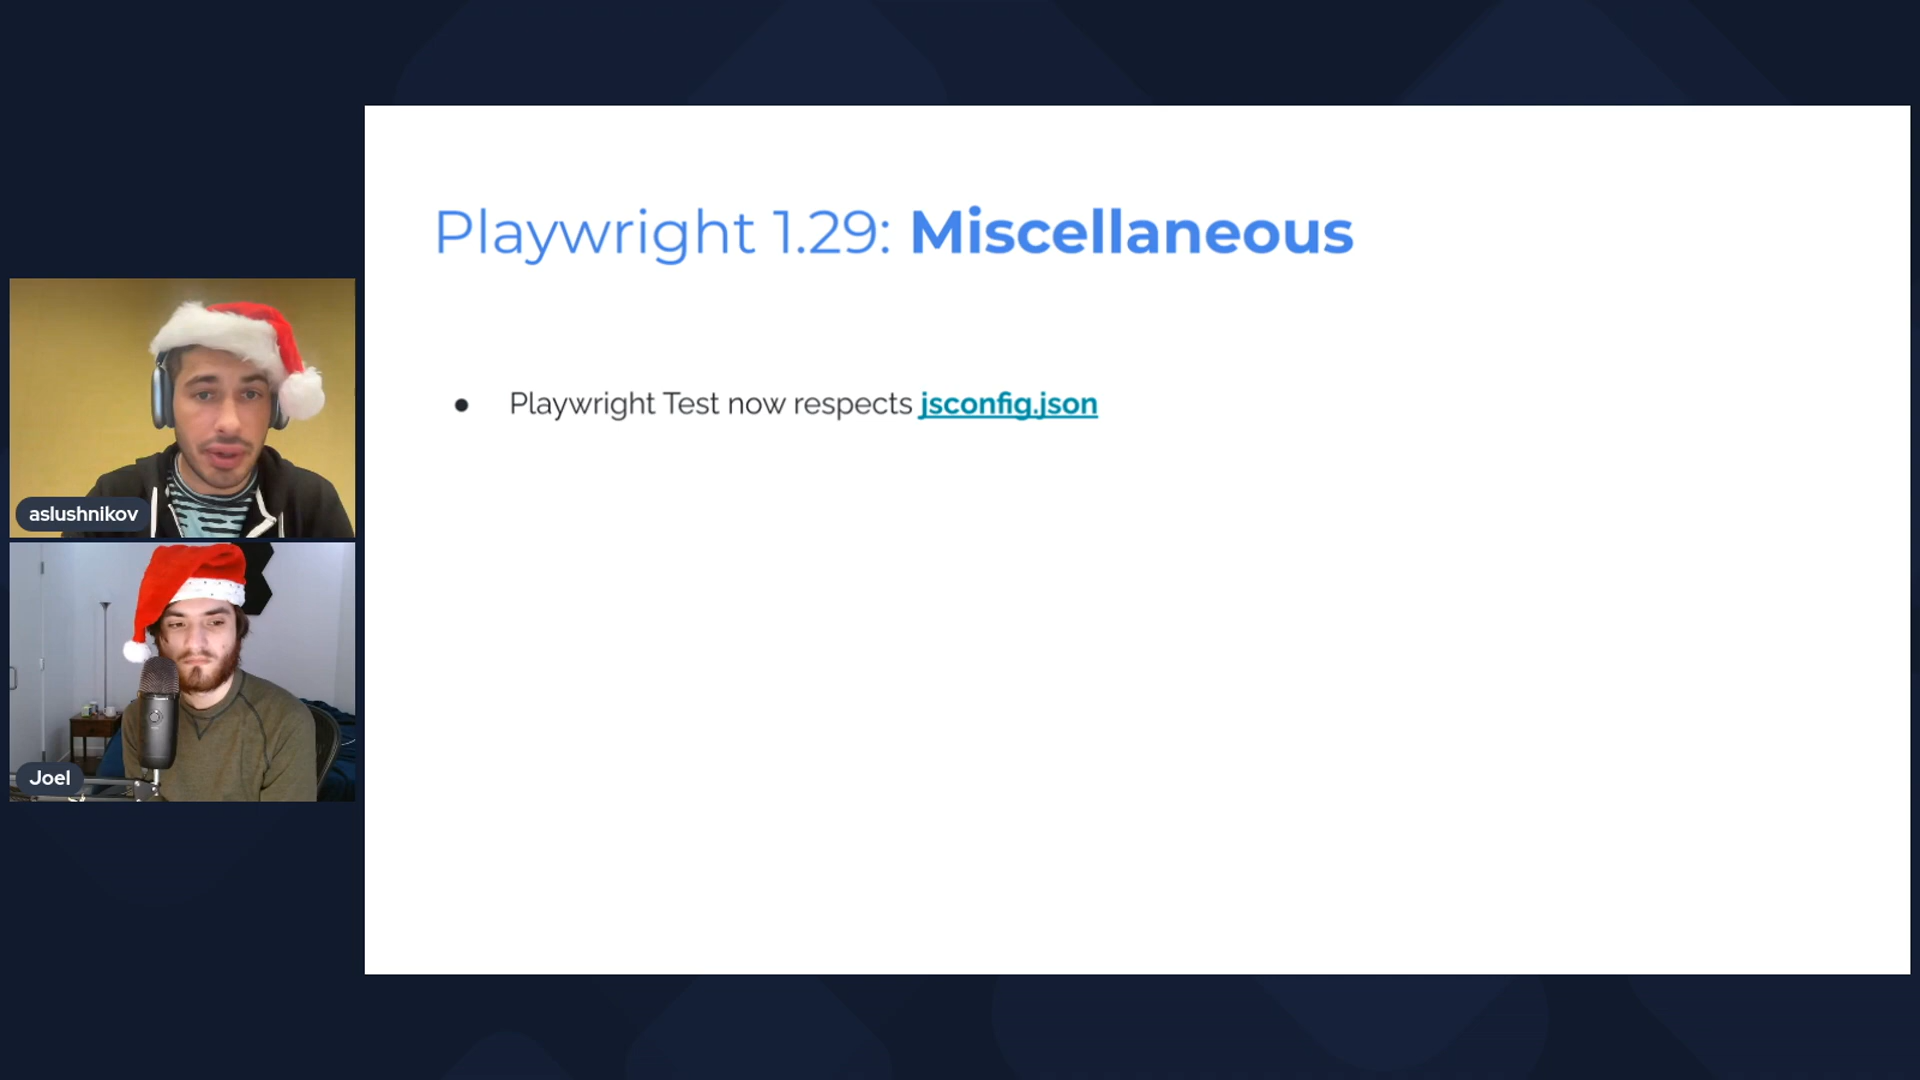 Playwright 1.29: Miscellaneous
● Playwright Test now respects jsconfig.json
aslushnikov
Joel